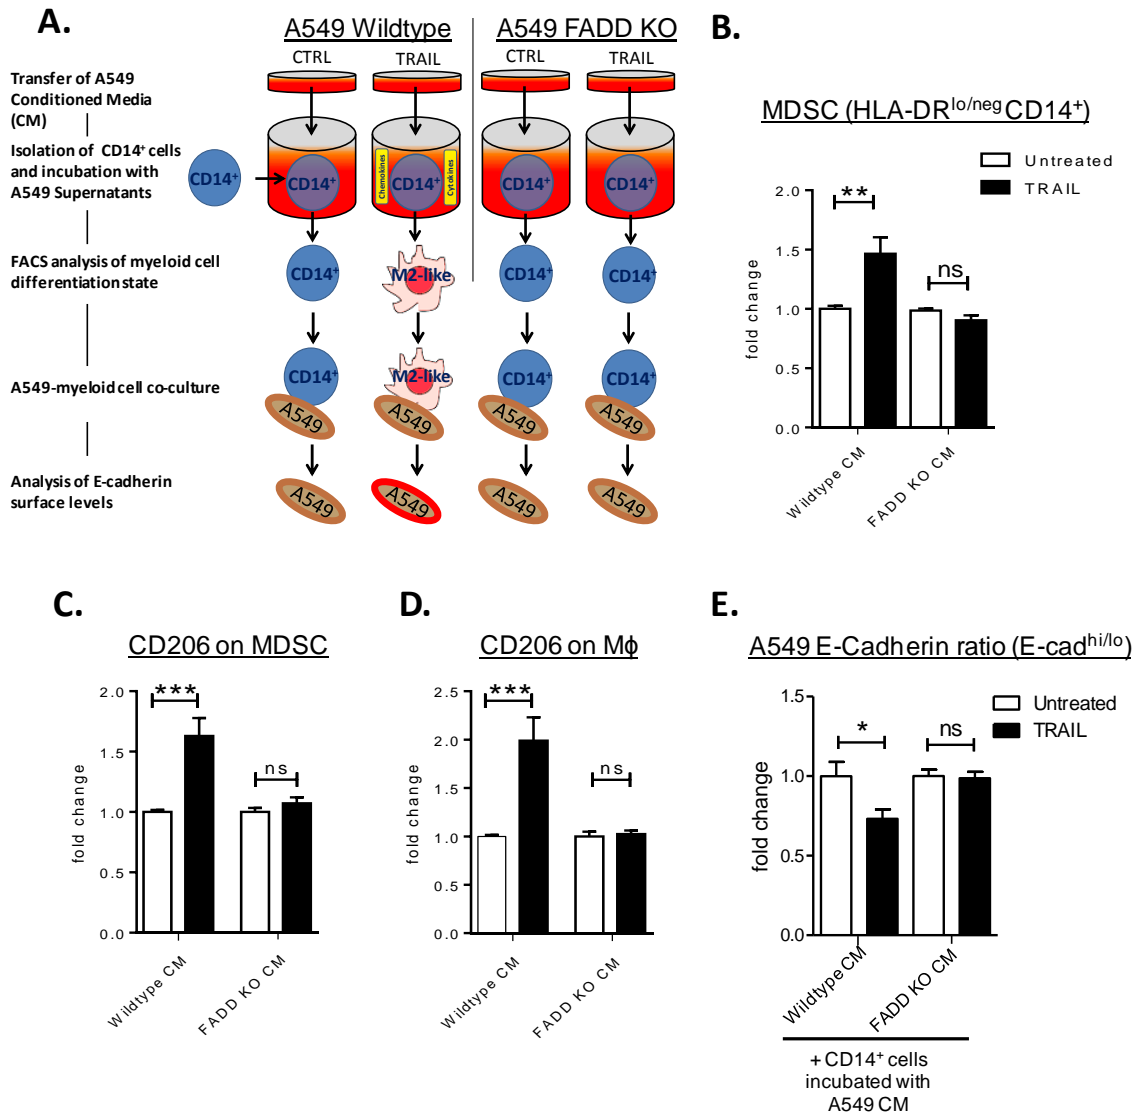 A.
A549 Wildtype
A549 FADD KO
CTRL
TRAIL
CTRL
TRAIL
Transfer of A549
Conditioned Media
(CM)
Isolation of CD14+ cells
and incubation with
A549 Supernatants
CD14+
CD14+
Chemokines
CD14+
Cytokines
CD14+
CD14+
FACS analysis of myeloid cell
differentiation state
CD14+
M2-like
CD14+
CD14+
A549-myeloid cell co-culture
CD14+
M2-like
CD14+
CD14+
A549
A549
A549
A549
Analysis of E-cadherin
surface levels
A549
A549
A549
A549
B.
MDSC (HLA-DRlo/neg CD14+)
Untreated
TRAIL
fold change
2.0
1.5
1.0
0.5
0.0
**
ns
Wildtype CM
FADD KO CM
C.
CD206 on MDSC
fold change
2.0
1.5
1.0
0.5
0.0
***
ns
Wildtype CM
FADD KO CM
D.
CD206 on Mϕ
fold change
2.5
2.0
1.5
1.0
0.5
0.0
***
ns
Wildtype CM
FADD KO CM
E.
A549 E-Cadherin ratio (E-cadhi/lo)
Untreated
TRAIL
fold change
1.5
1.0
0.5
0.0
*
ns
Wildtype CM
FADD KO CM
+ CD14+ cells
incubated with
A549 CM